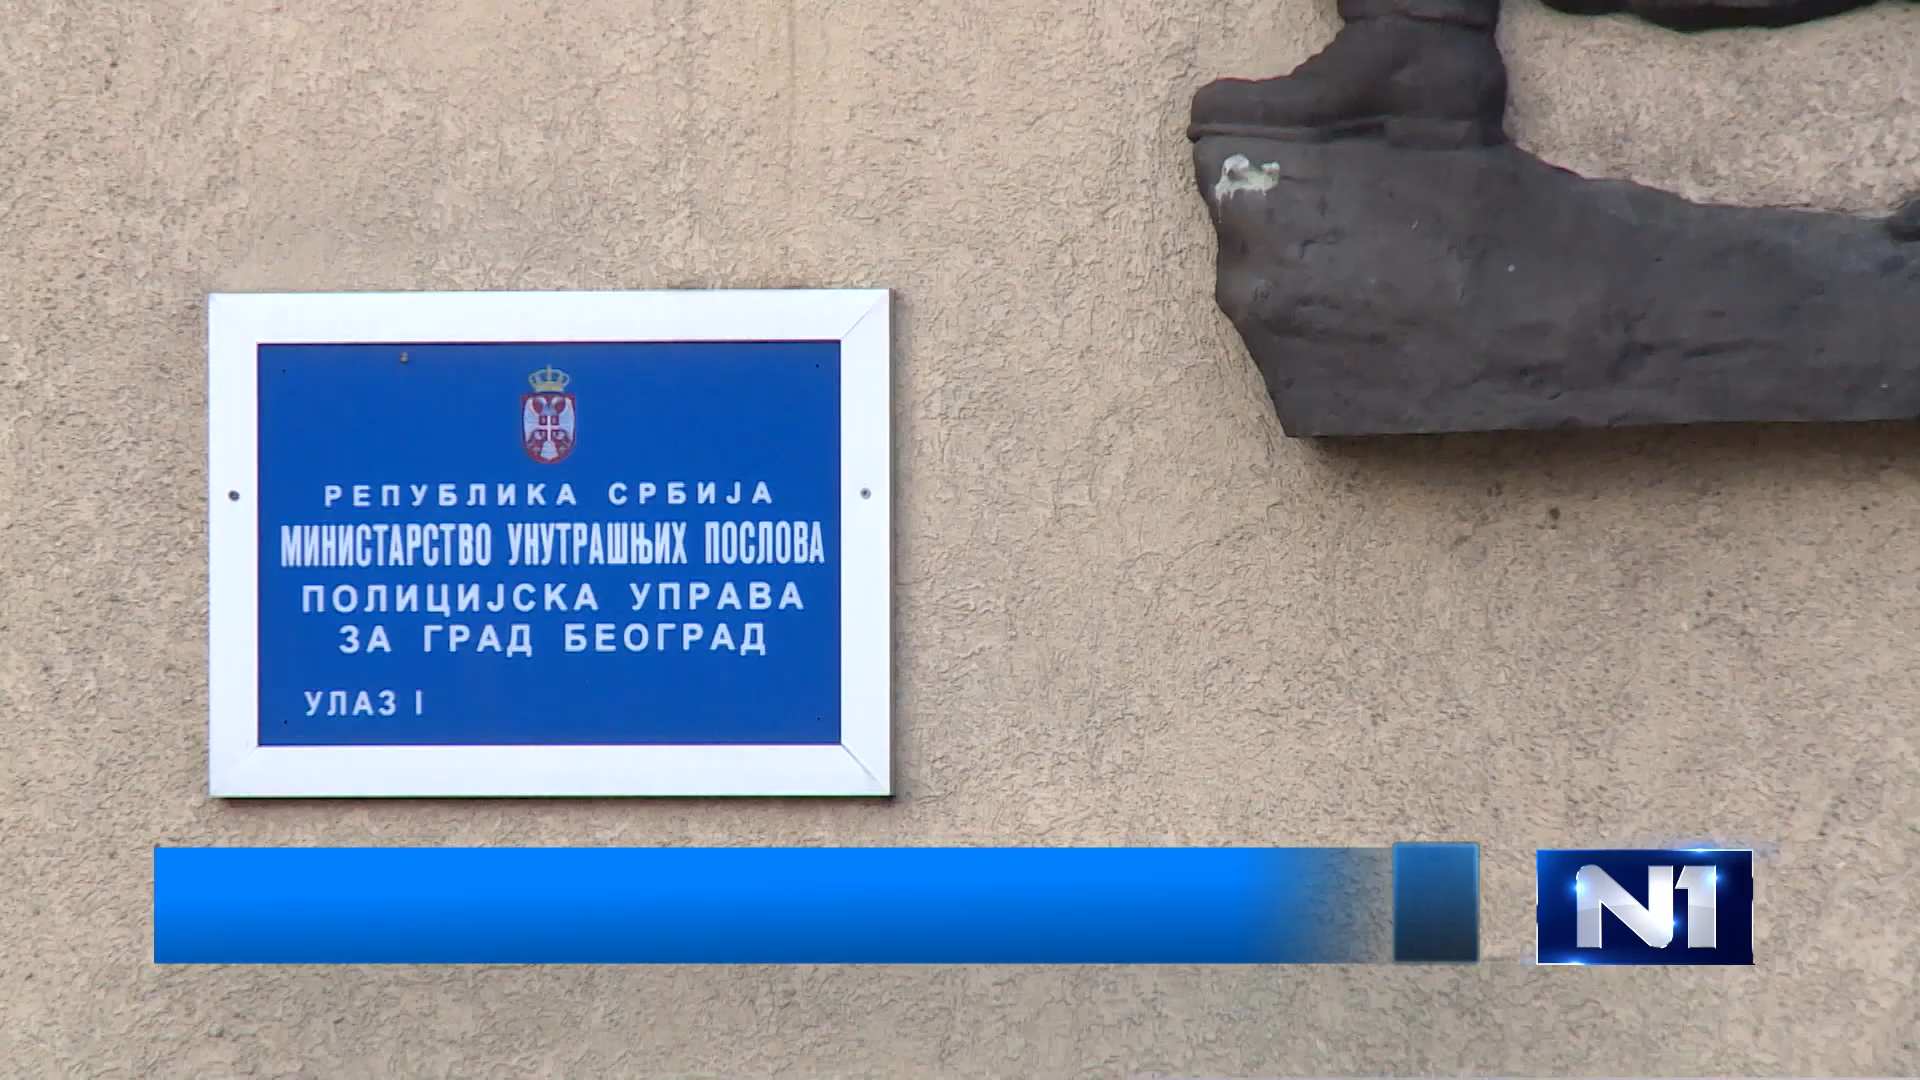 РЕПУБЛИКА СРБИЈА
МИНИСТАРСТВО УНУТРАШЊИХ ПОСЛОВА
ПОЛИЦИЈСКА УПРАВА
ЗА ГРАД БЕОГРАД
УЛАЗ I
N1